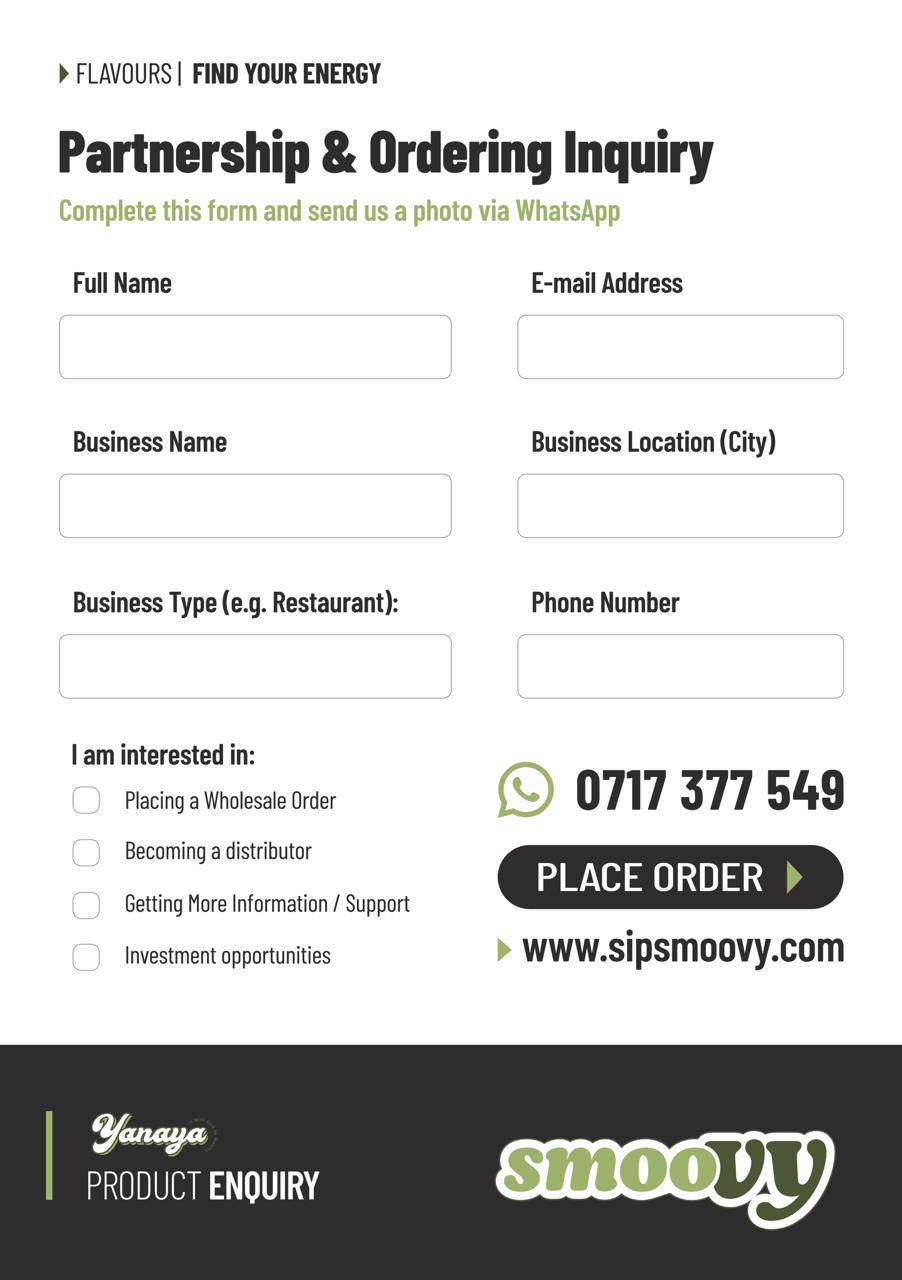 FLAVOURS | FIND YOUR ENERGY
Partnership & Ordering Inquiry
Complete this form and send us a photo via WhatsApp
Full Name
E-mail Address
Business Name
Business Location (City)
Business Type (e.g. Restaurant):
Phone Number
I am interested in:
Placing a Wholesale Order
Becoming a distributor
Getting More Information / Support
Investment opportunities
0717 377 549
PLACE ORDER
www.sipsmoovy.com
Yanaya
PRODUCT ENQUIRY
smoovy